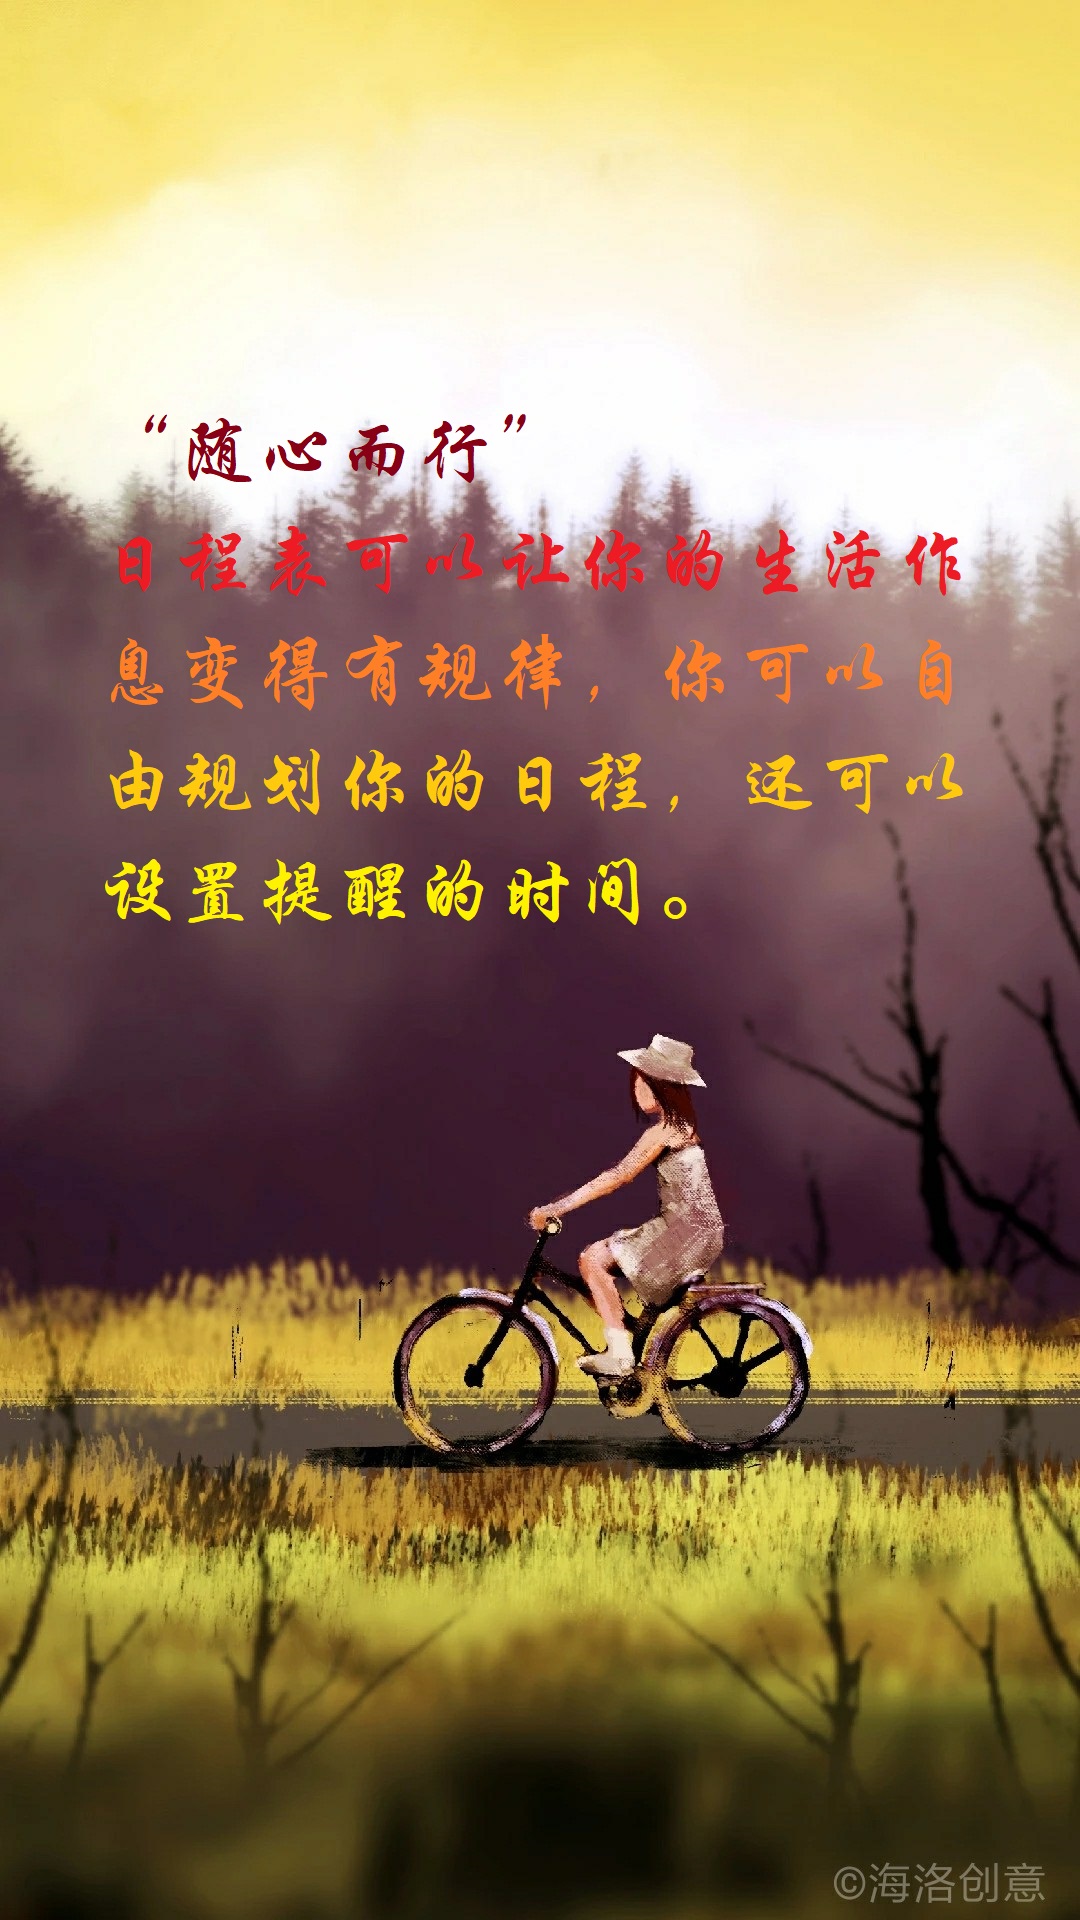 “随心而行”
日程表可以让你的生活作
息变得有规律，你可以自
由规划你的日程，还可以
设置提醒的时间。
©海洛创意